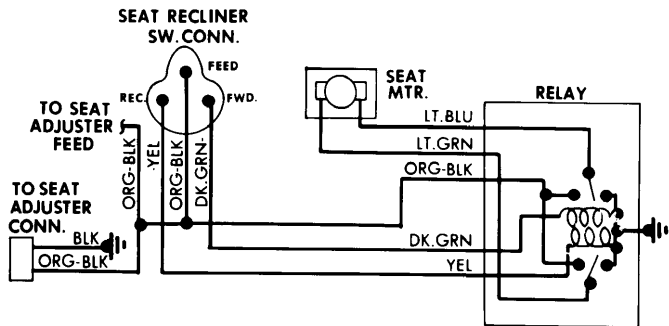 SEAT RECLINER
SW. CONN.
FEED
REC.
FWD.
TO SEAT
ADJUSTER
FEED
ORG-BLK
YEL
ORG-BLK
DK.GRN
SEAT
MTR.
RELAY
LT.BLU
LT.GRN
ORG-BLK
DK.GRN
YEL
TO SEAT
ADJUSTER
CONN.
BLK
ORG-BLK